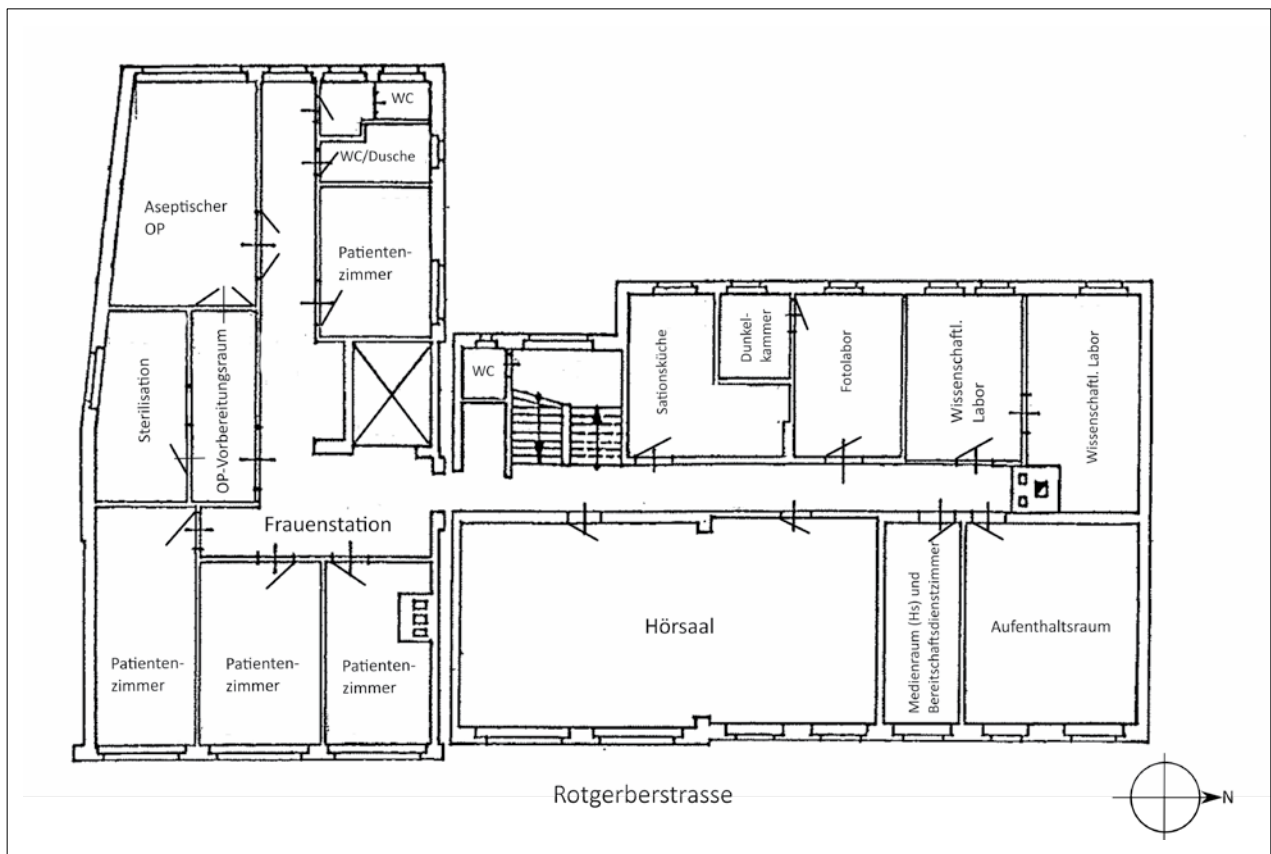 WC
WC/Dusche
Aseptischer
OP
Patienten-
zimmer
Sterilisation
OP-Vorbereitungsraum
WC
Sationsküche
Dunkel-
kammer
Fotolabor
Wissenschaftl.
Labor
Wissenschaftl. Labor
Frauenstation
Patienten-
zimmer
Patienten-
zimmer
Patienten-
zimmer
Hörsaal
Medienraum (Hs) und
Bereitschaftsdienstzimmer
Aufenthaltsraum
Rotgerberstrasse
N